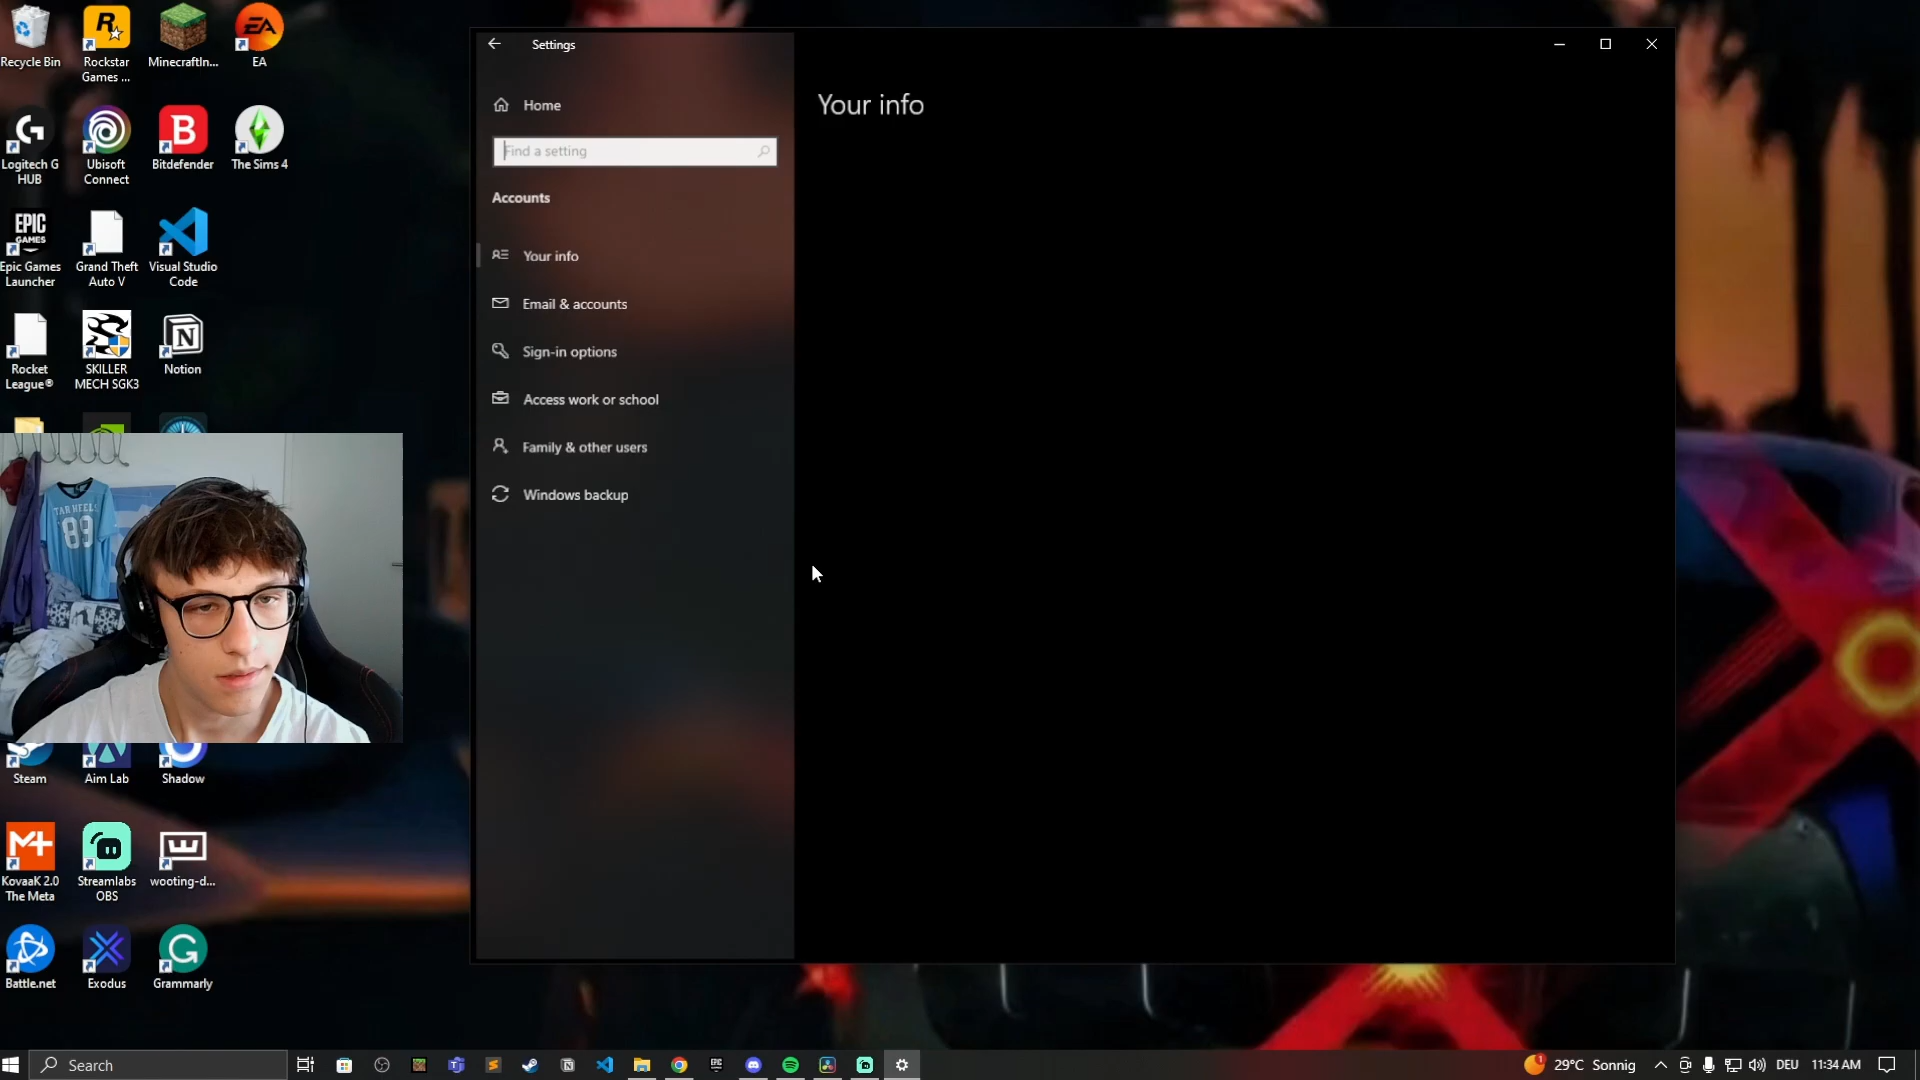 Recycle Bin
Rockstar
Games ...
MinecraftIn...
EA
Logitech G
HUB
Ubisoft
Connect
Bitdefender
The Sims 4
Epic Games
Launcher
Grand Theft
Auto V
Visual Studio
Code
Rocket
League®
SKILLER
MECH SGK3
Notion
TAR HEELS
88
Steam
Aim Lab
Shadow
KovaaK 2.0
The Meta
Streamlabs
OBS
wooting-d...
Battle.net
Exodus
Grammarly
Settings
Home
Find a setting
Accounts
Your info
Email & accounts
Sign-in options
Access work or school
Family & other users
Windows backup
Your info
Search
29°C Sonnig
DEU
11:34 AM